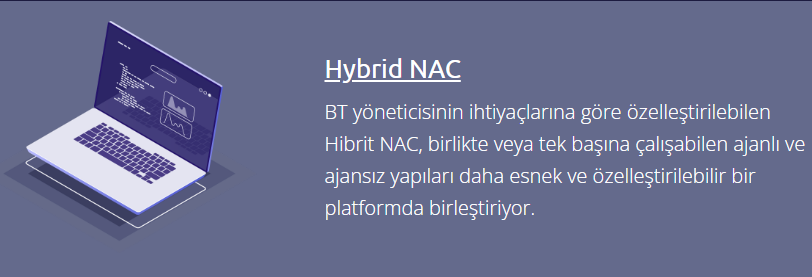 Hybrid NAC
BT yöneticisinin ihtiyaçlarına göre özelleştirilebilen
Hibrit NAC, birlikte veya tek başına çalışabilen ajanlı ve
ajansız yapıları daha esnek ve özelleştirilebilir bir
platformda birleştiriyor.